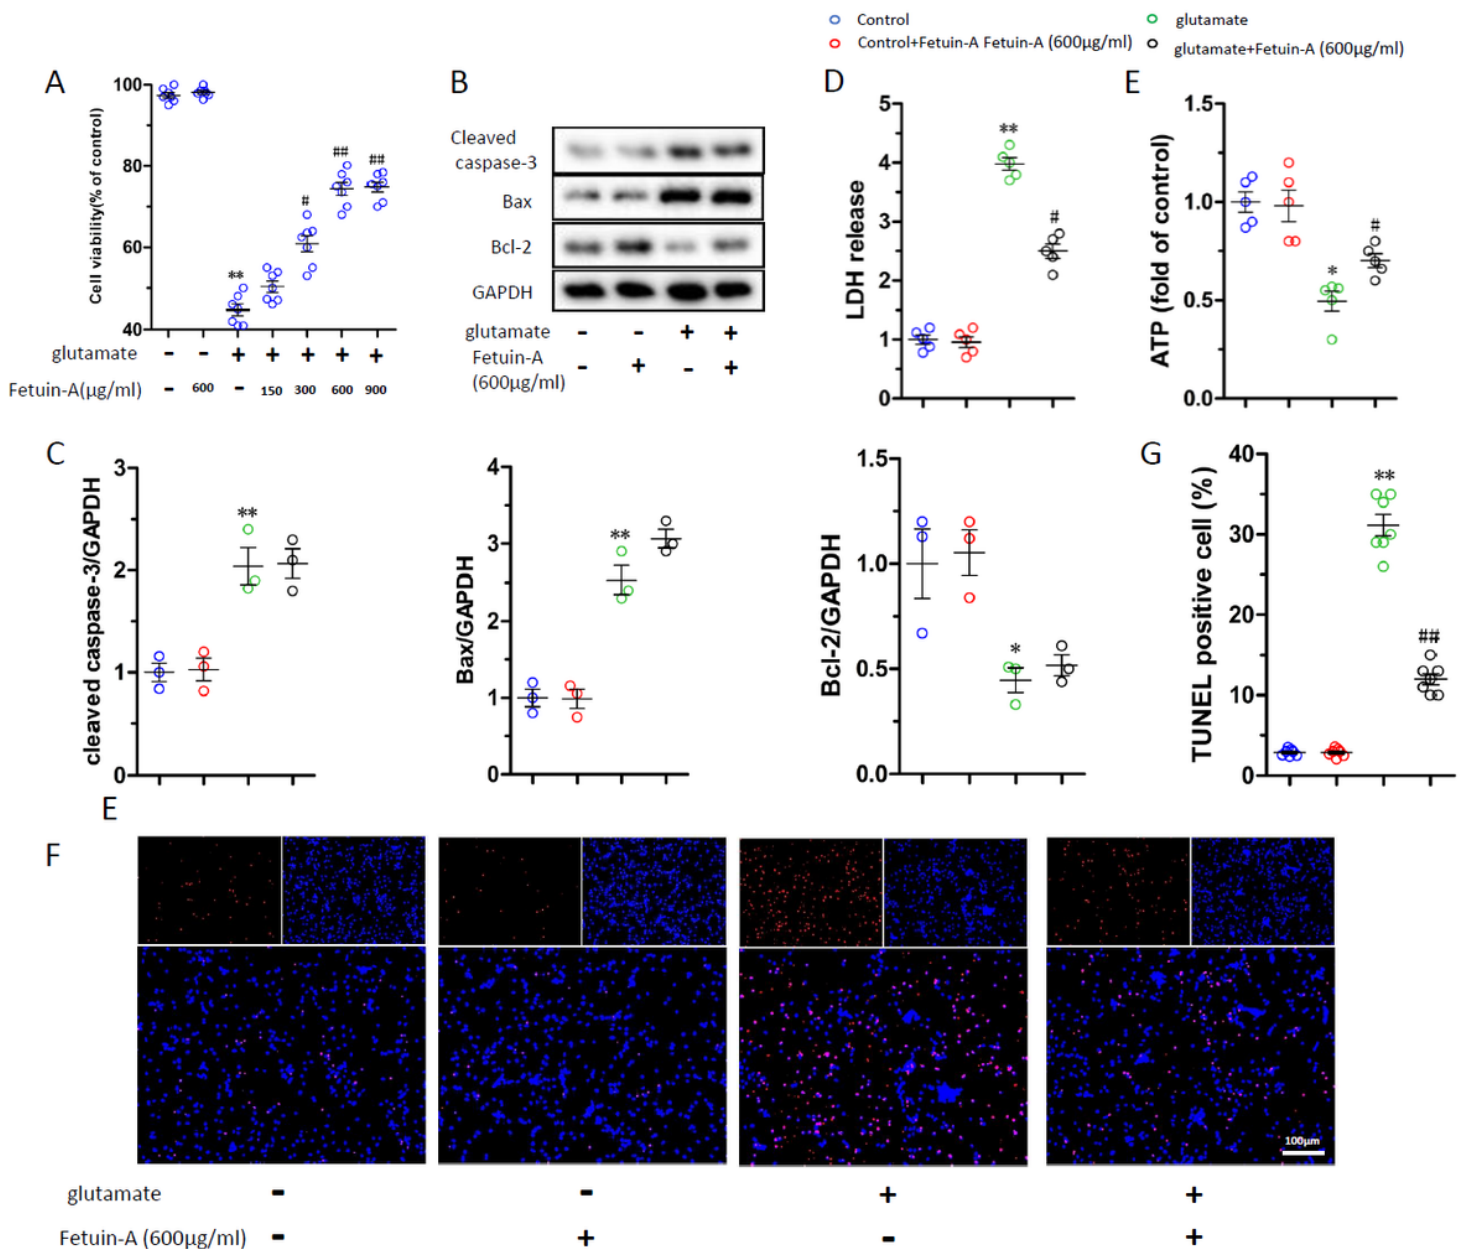 Control
glutamate
Control+Fetuin-A Fetuin-A (600μg/ml)
glutamate+Fetuin-A (600μg/ml)
A
Cell viability(% of control)
100
80
60
40
**
#
##
##
glutamate - - + + + + +
Fetuin-A(μg/ml) - 600 - 150 300 600 900
B
Cleaved
caspase-3
Bax
Bcl-2
GAPDH
glutamate - - + +
Fetuin-A
(600μg/ml) - + - +
D
LDH release
5
4
3
2
1
0
**
#
E
ATP (fold of control)
1.5
1.0
0.5
0.0
*
#
C
cleaved caspase-3/GAPDH
3
2
1
0
**
Bax/GAPDH
4
3
2
1
0
**
Bcl-2/GAPDH
1.5
1.0
0.5
0.0
*
G
TUNEL positive cell (%)
40
30
20
10
0
**
##
E
F
100μm
glutamate - - + +
Fetuin-A (600μg/ml) - + - +